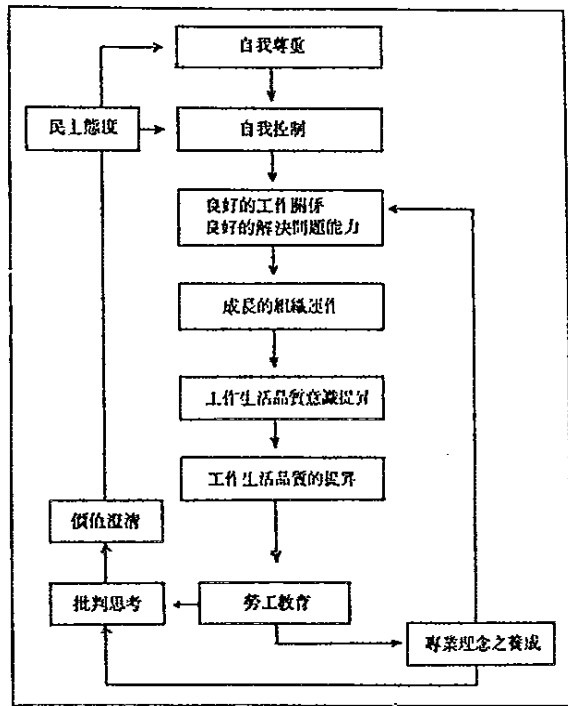 自我尊重
民主態度
自我控制
良好的工作關係
良好的解決問題能力
成長的組織運作
工作生活品質意識提昇
工作生活品質的提昇
價值澄清
批判思考
勞工教育
專業理念之養成